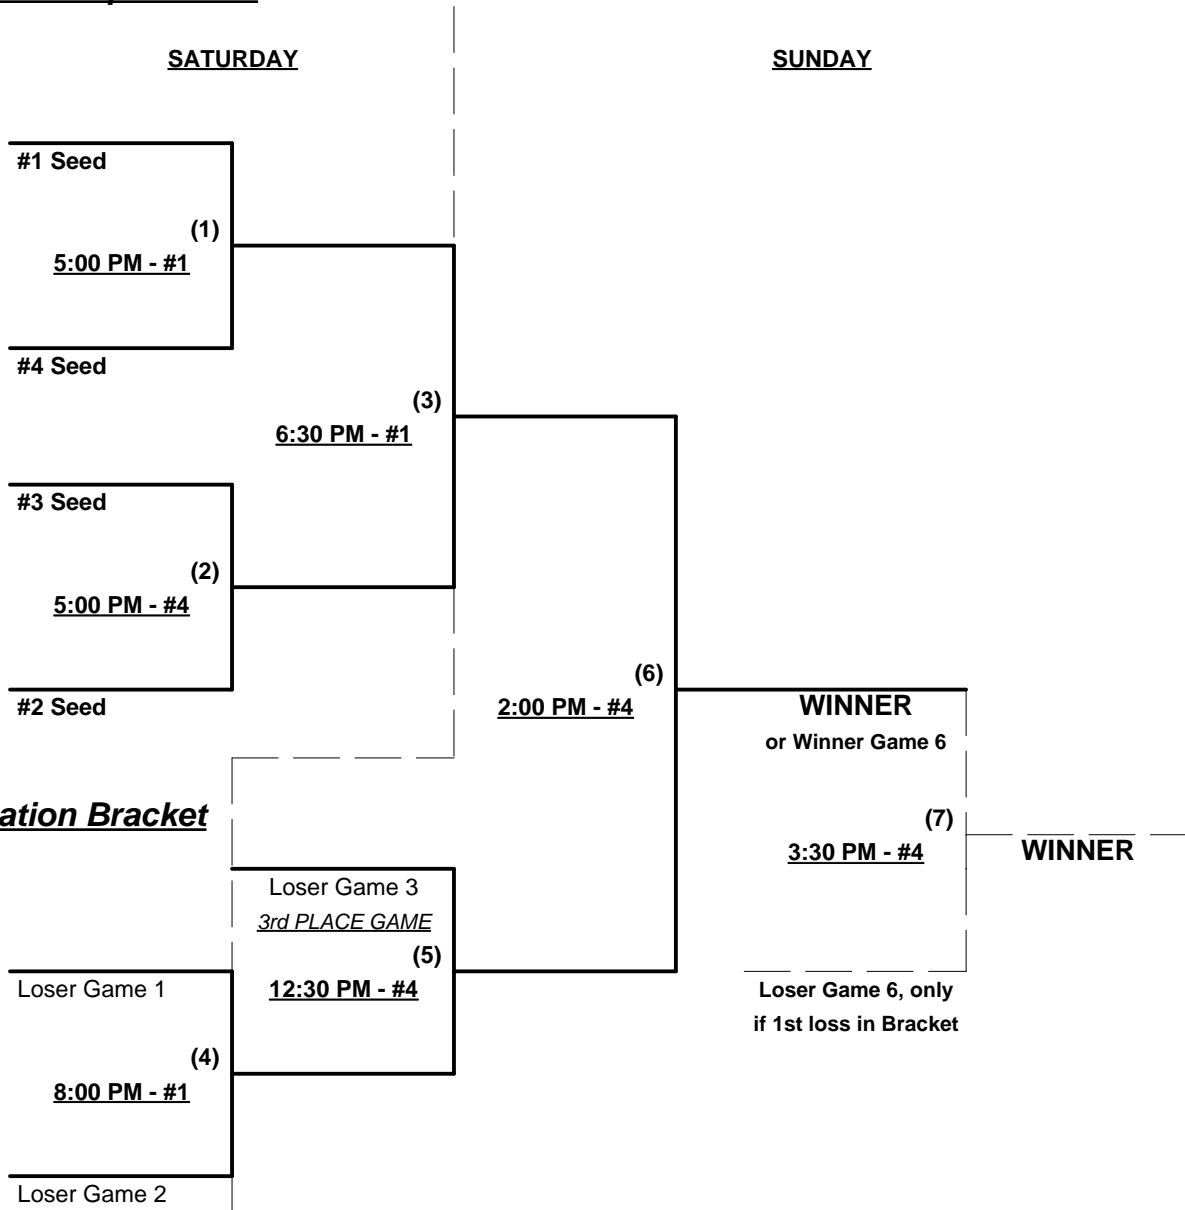 SATURDAY
SUNDAY
#1 Seed
(1)
5:00 PM - #1
#4 Seed
(3)
6:30 PM - #1
#3 Seed
(2)
5:00 PM - #4
#2 Seed
(6)
2:00 PM - #4
WINNER
or Winner Game 6
ation Bracket
(7)
3:30 PM - #4
WINNER
Loser Game 3
3rd PLACE GAME
(5)
12:30 PM - #4
Loser Game 1
Loser Game 6, only
if 1st loss in Bracket
(4)
8:00 PM - #1
Loser Game 2